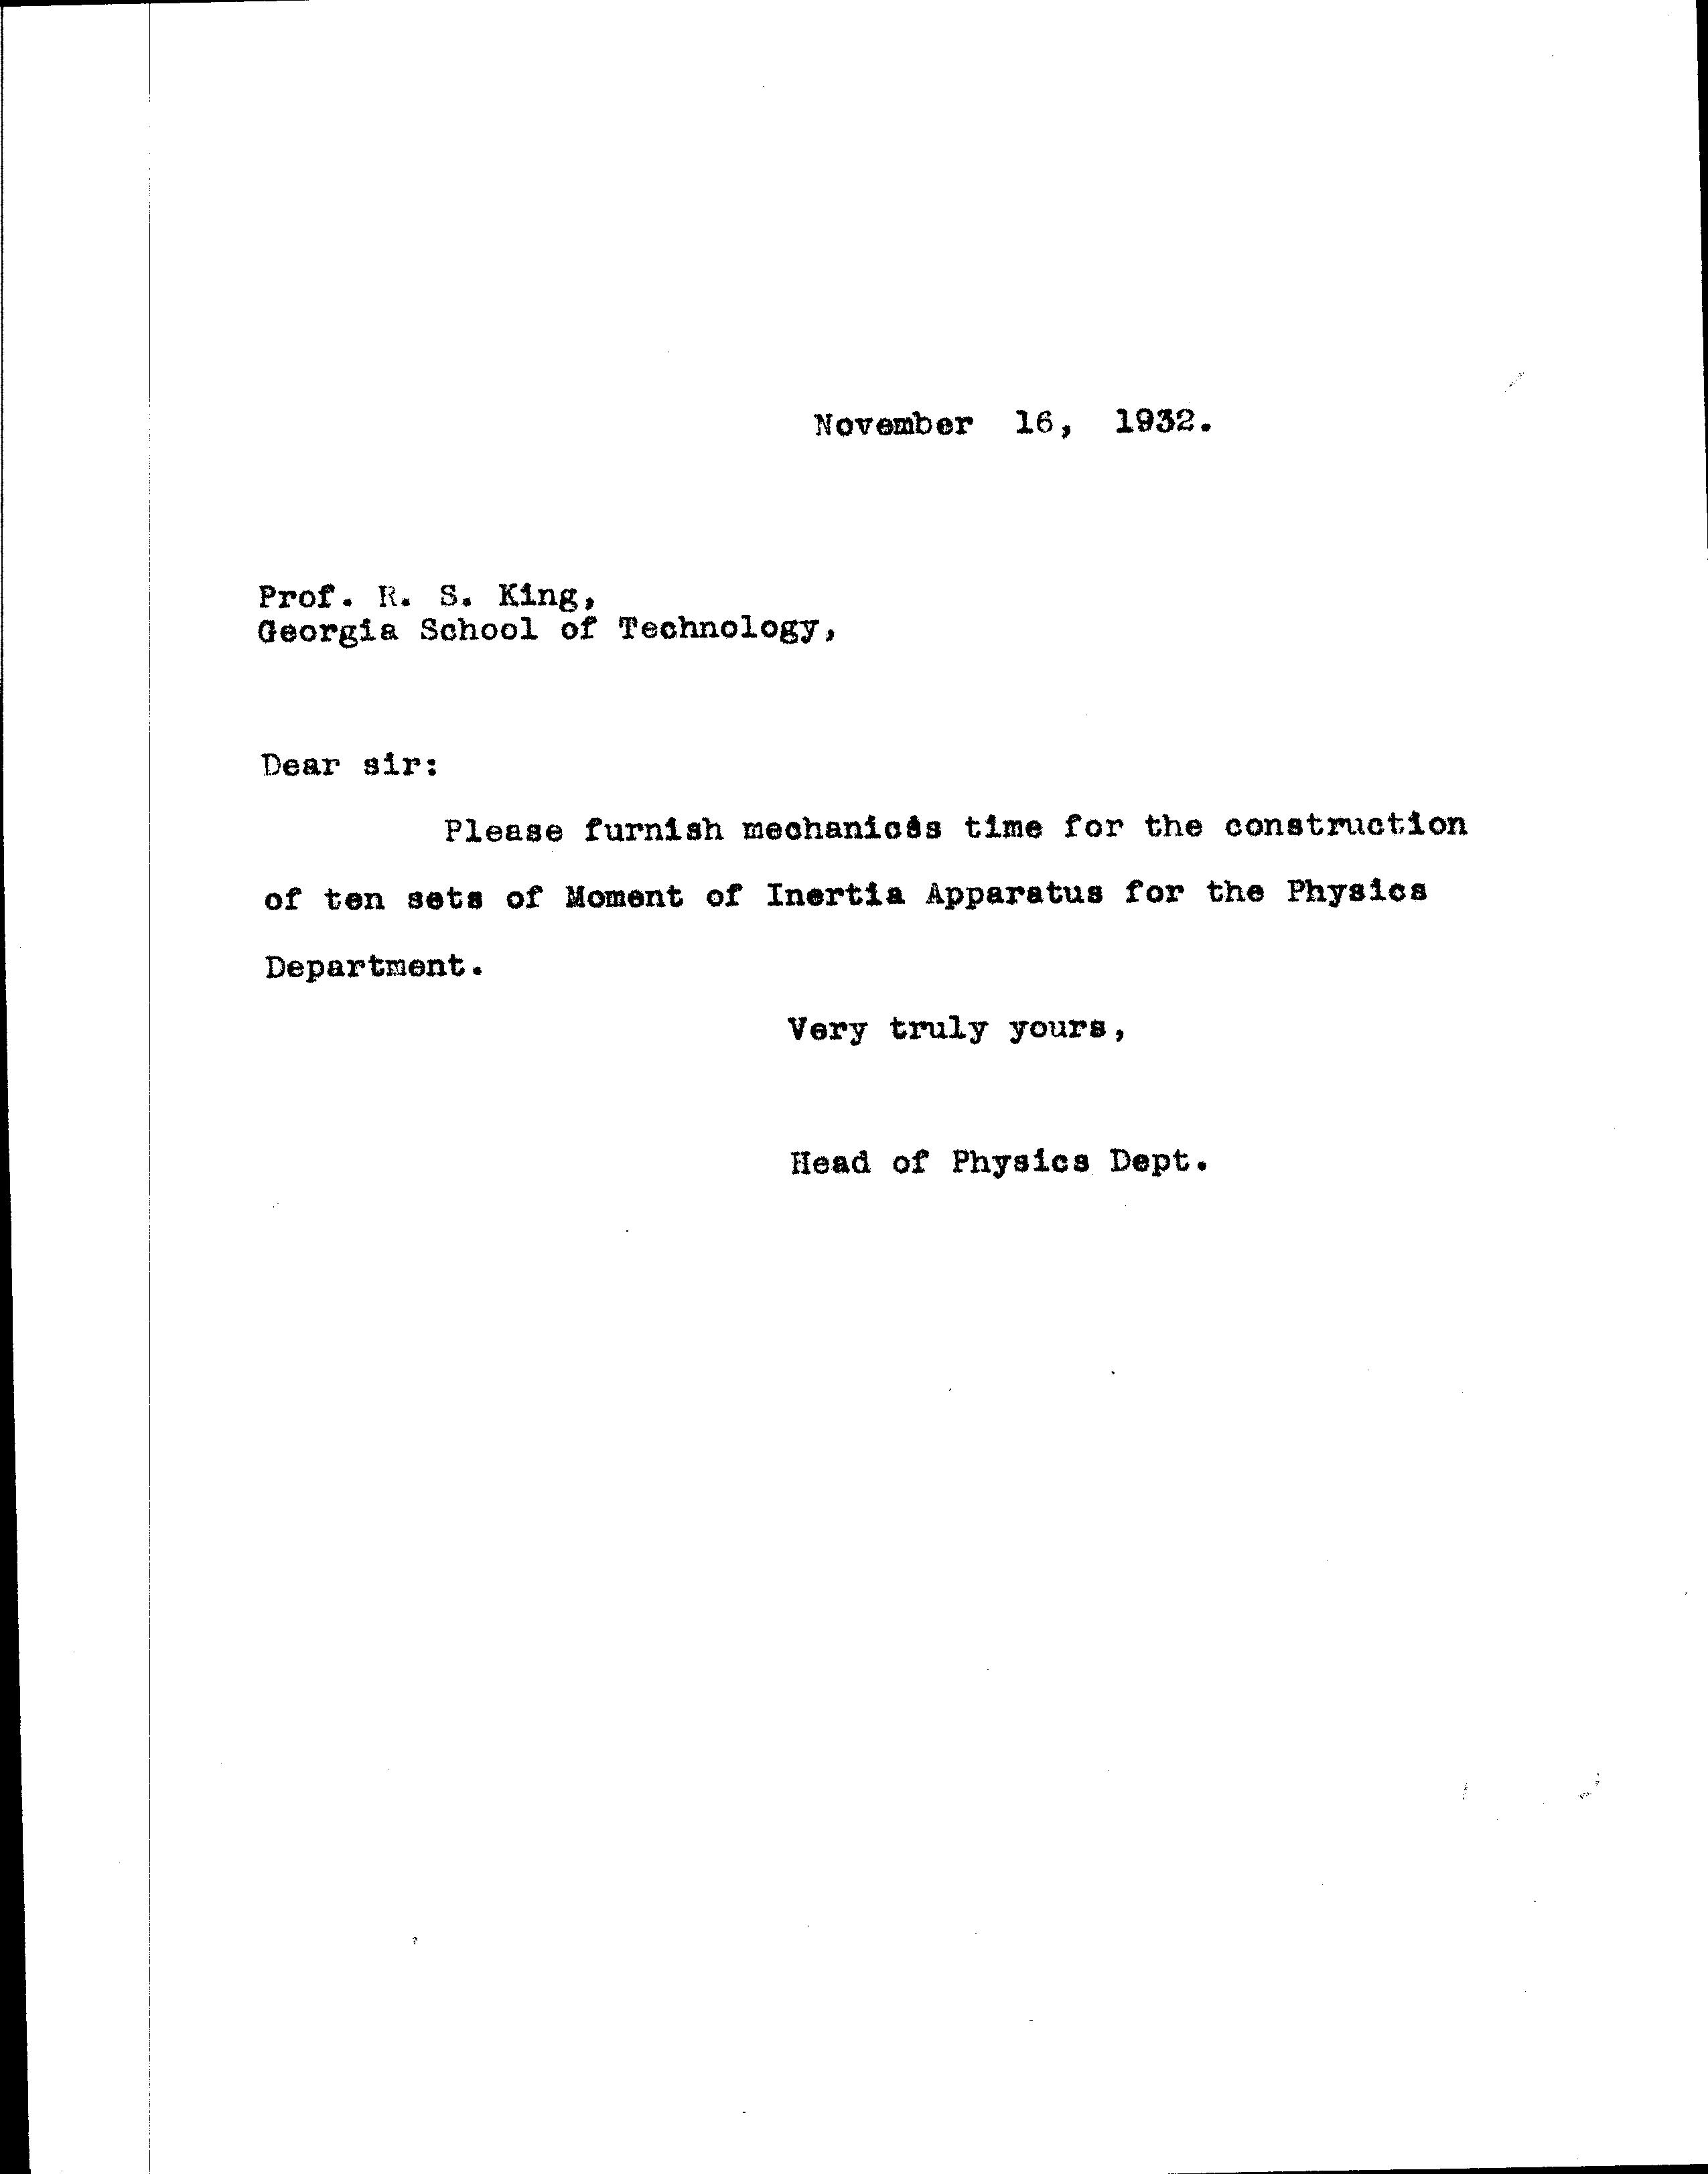 November 16, 1932.
Prof. R. S. King,
Georgia School of Technology,
Dear sir:
Please furnish time for the construction
of ten sets of Moment of Inertia Apparatus for the Physics
Department.
Very truly yours,
Head of Physics Dept.